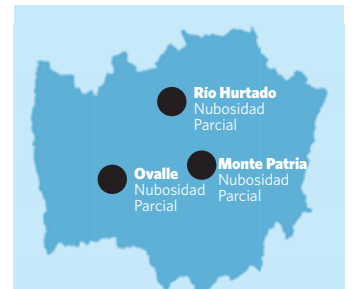 Río Hurtado
Nubosidad
Parcial
Monte Patria
Nubosidad
Parcial
Ovalle
Nubosidad
Parcial